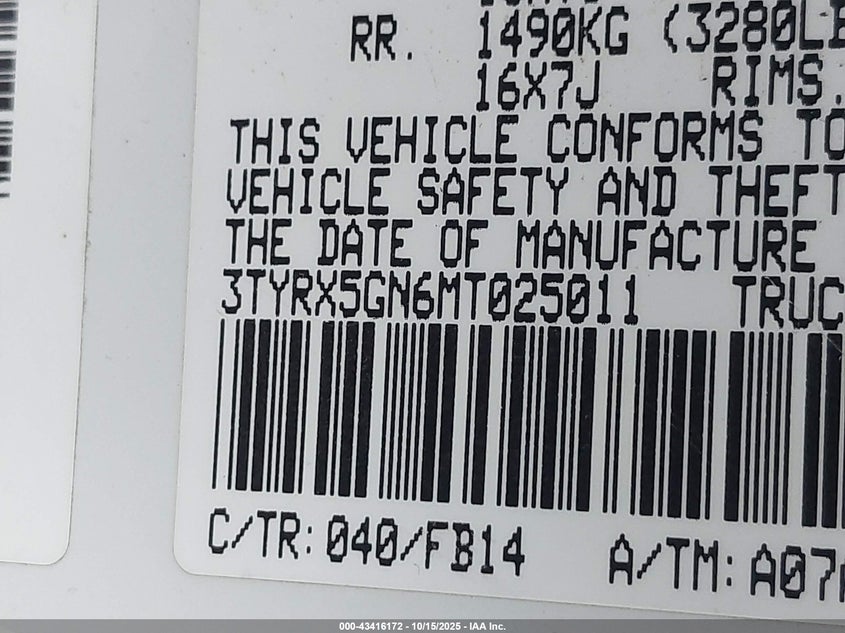 RR. 1490KG (3280LB
16X7J RIMS.
THIS VEHICLE CONFORMS TO
VEHICLE SAFETY AND THEFT
THE DATE OF MANUFACTURE
3TYRX5GN6MT025011 TRUC
C/TR:040/FB14 A/TM:A07A
000-43416172 - 10/15/2025 - IAA Inc.